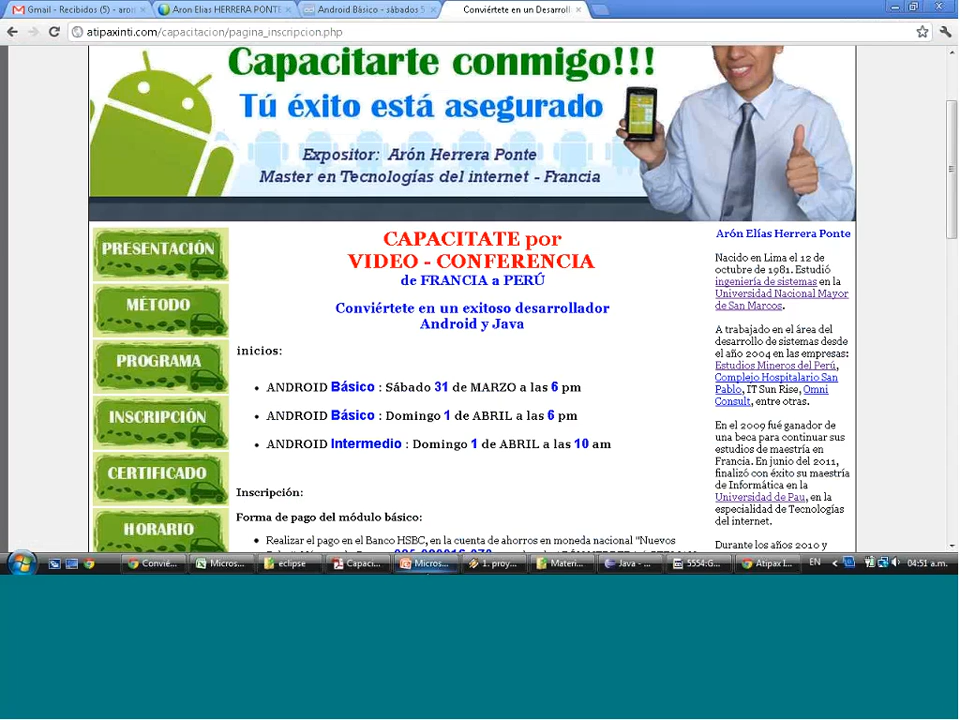 Gmail - Recibidos (5) - aro
Aron Elias HERRERA PONTE
Android Básico - sábados 5
Conviértete en un Desarroll
atipaxinti.com/capacitacion/pagina_inscripcion.php
Capacitarte conmigo!!!
Tú éxito está asegurado
Expositor: Arón Herrera Ponte
Master en Tecnologías del internet - Francia
PRESENTACIÓN
MÉTODO
PROGRAMA
INSCRIPCIÓN
CERTIFICADO
HORARIO
CAPACITATE por
VIDEO - CONFERENCIA
de FRANCIA a PERÚ
Conviértete en un exitoso desarrollador
Android y Java
inicios:
• ANDROID Básico : Sábado 31 de MARZO a las 6 pm
• ANDROID Básico : Domingo 1 de ABRIL a las 6 pm
• ANDROID Intermedio : Domingo 1 de ABRIL a las 10 am
Inscripción:
Forma de pago del módulo básico:
• Realizar el pago en el Banco HSBC, en la cuenta de ahorros en moneda nacional "Nuevos
Arón Elías Herrera Ponte
Nacido en Lima el 12 de
octubre de 1981. Estudió
ingeniería de sistemas en la
Universidad Nacional Mayor
de San Marcos.
A trabajado en el área del
desarrollo de sistemas desde
el año 2004 en las empresas:
Estudios Mineros del Perú,
Complejo Hospitalario San
Pablo, IT Sun Rise, Omni
Consult, entre otras.
En el 2009 fué ganador de
una beca para continuar sus
estudios de maestría en
Francia. En junio del 2011,
finalizó con éxito su maestría
de Informática en la
Universidad de Pau, en la
especialidad de Tecnologías
del internet.
Durante los años 2010 y
Convié...
Micros...
eclipse
Capaci...
Micros...
1. proy...
Materi...
Java - ...
5554:G...
Atipax I...
EN
04:51 a.m.